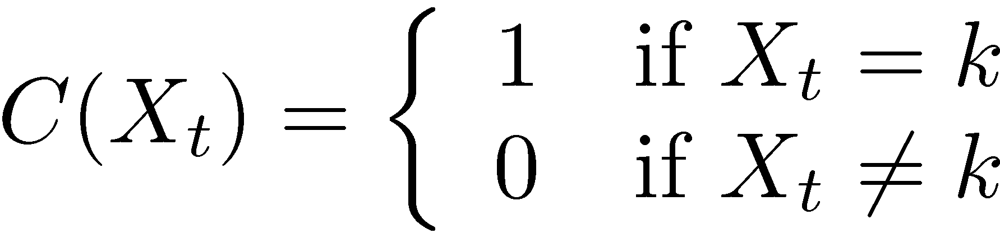 C(X_t) = { 1 if X_t = k
0 if X_t ≠ k